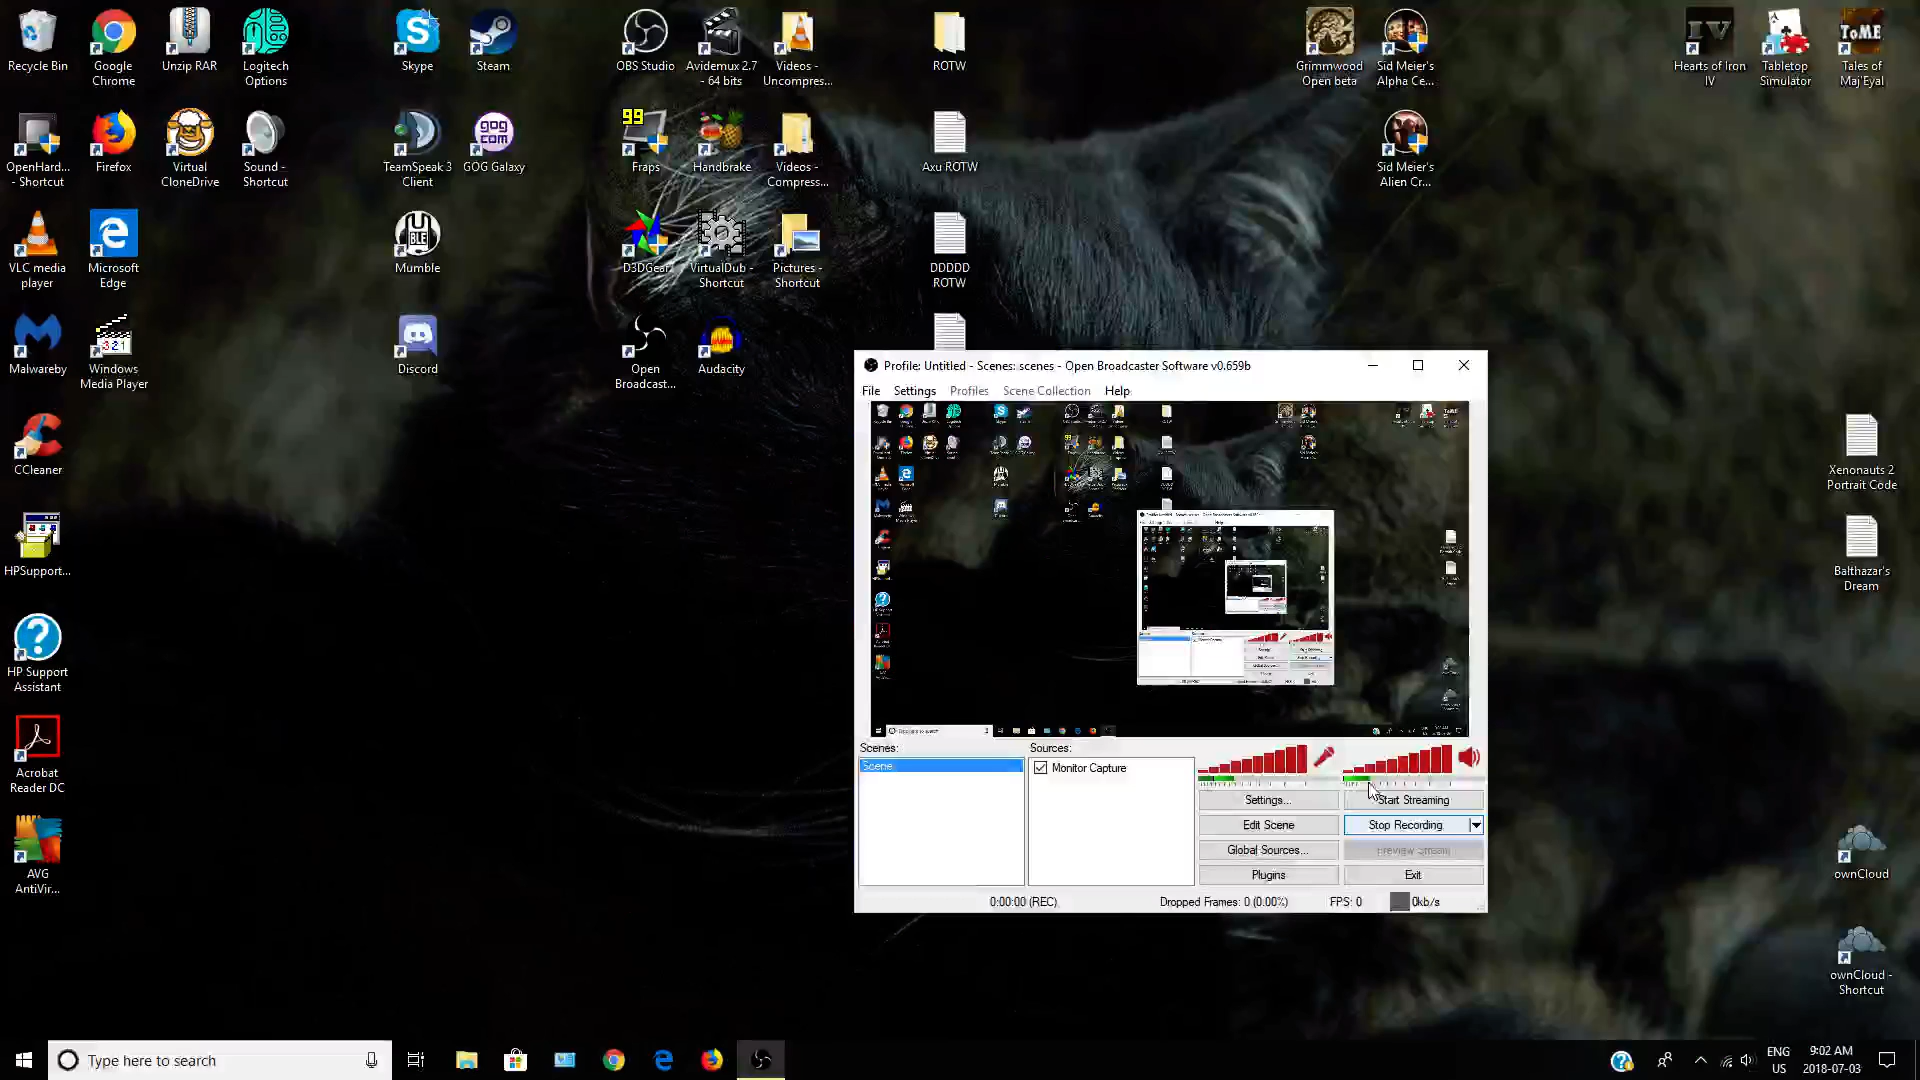 Recycle Bin
Google
Chrome
Unzip RAR
Logitech
Options
Skype
Steam
OBS Studio
Avidemux 2.7
- 64 bits
Videos -
Uncompres...
ROTW
Grimmwood
Open beta
Sid Meier's
Alpha Ce...
Hearts of Iron
IV
Tabletop
Simulator
ToME
Tales of
Maj'Eyal
OpenHard...
- Shortcut
Firefox
Virtual
CloneDrive
Sound -
Shortcut
TeamSpeak 3
Client
gog
com
GOG Galaxy
99
Fraps
Handbrake
Videos -
Compress...
Axu ROTW
Sid Meier's
Alien Cr...
VLC media
player
Microsoft
Edge
Mumble
D3DGear
VirtualDub -
Shortcut
Pictures -
Shortcut
DDDDD
ROTW
Malwareby
Windows
Media Player
Discord
Open
Broadcast...
Audacity
CCleaner
HPSupport...
HP Support
Assistant
Acrobat
Reader DC
AVG
AntiVir...
Profile: Untitled - Scenes: scenes - Open Broadcaster Software v0.659b
File Settings Profiles Scene Collection Help
Scenes:
Scene
Sources:
Monitor Capture
Settings...
Start Streaming
Edit Scene
Stop Recording
Global Sources...
Preview Stream
Plugins
Exit
0:00:00 (REC)
Dropped Frames: 0 (0.00%)
FPS: 0
0kb/s
Xenonauts 2
Portrait Code
Balthazar's
Dream
ownCloud
ownCloud -
Shortcut
Type here to search
ENG
US
9:02 AM
2018-07-03